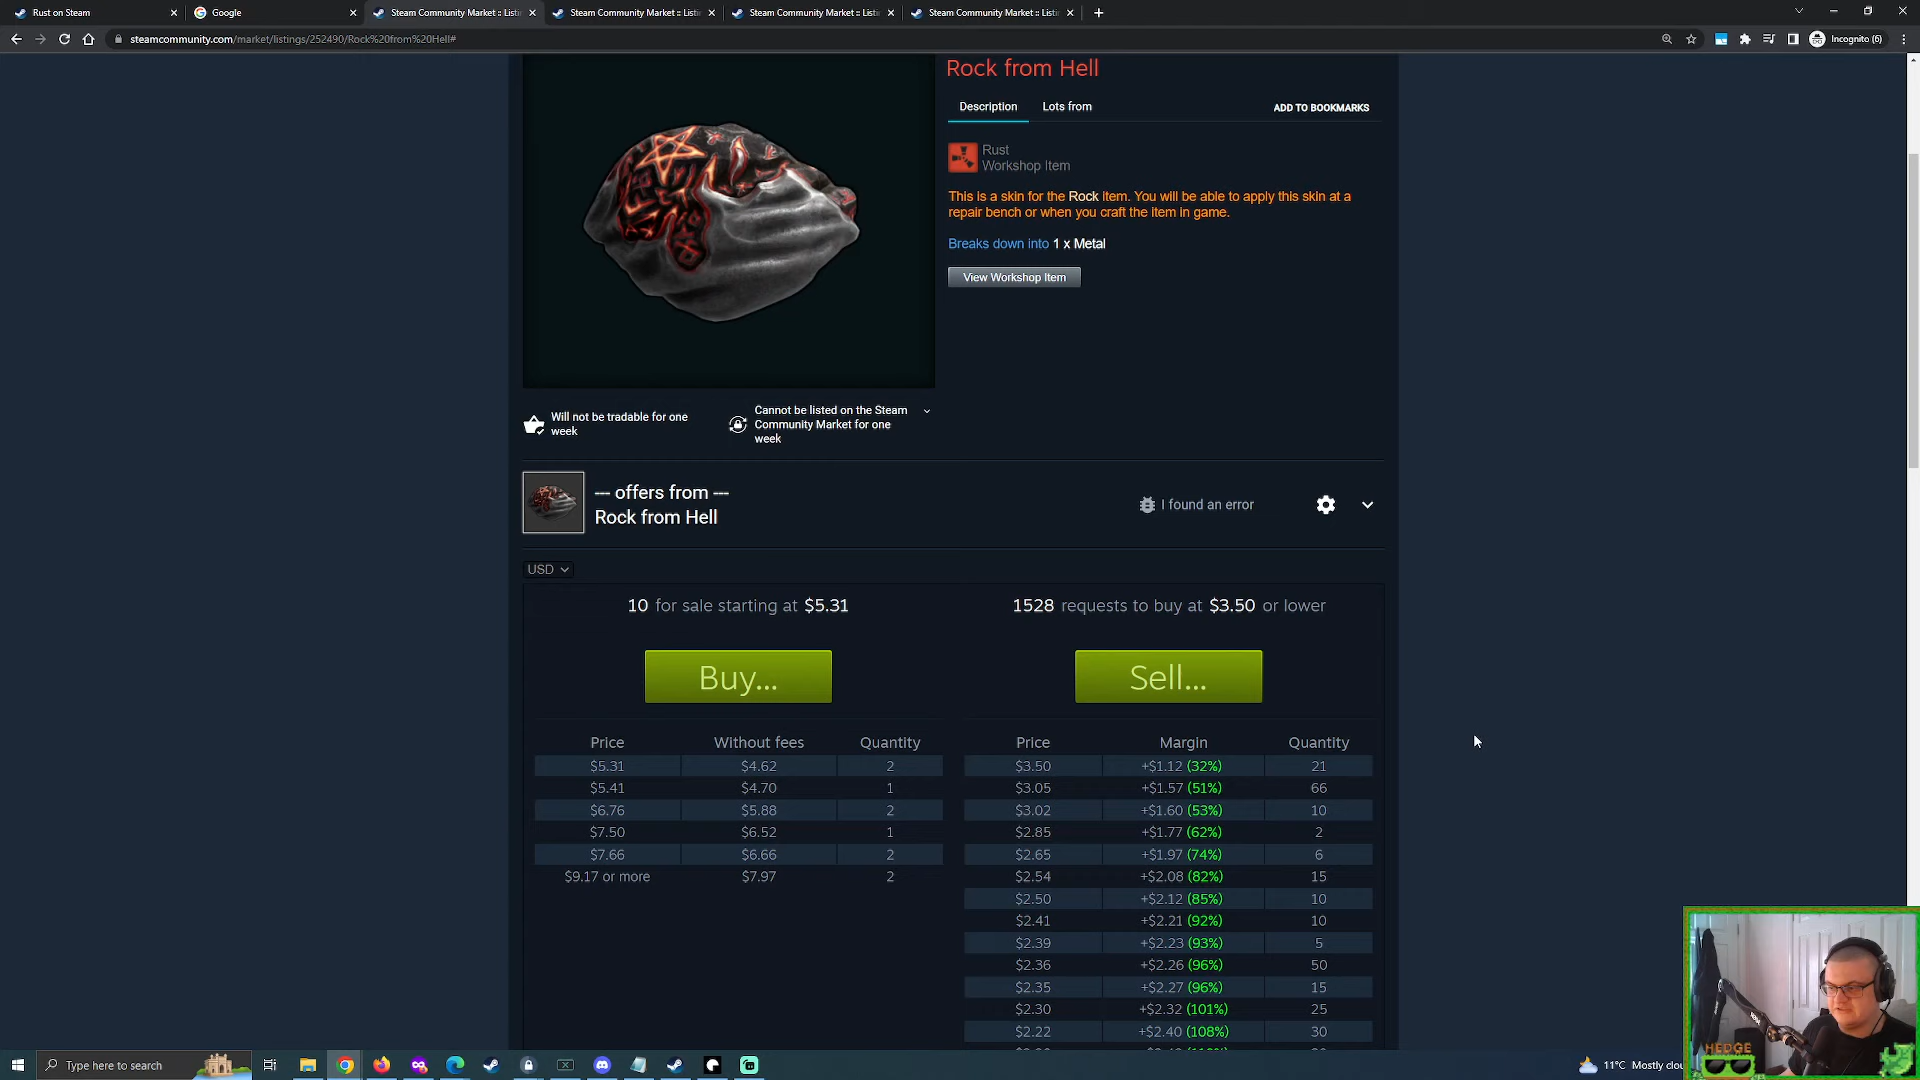 Rust on Steam
Google
Steam Community Market :: Listin
Steam Community Market :: Listin
Steam Community Market :: Listin
Steam Community Market :: Listin
steamcommunity.com/market/listings/252490/Rock%20from%20Hell#
Incognito (6)
Rock from Hell
Description
Lots from
ADD TO BOOKMARKS
Rust
Workshop Item
This is a skin for the Rock item. You will be able to apply this skin at a
repair bench or when you craft the item in game.
Breaks down into 1 x Metal
View Workshop Item
Will not be tradable for one
week
Cannot be listed on the Steam
Community Market for one
week
--- offers from ---
Rock from Hell
I found an error
USD
10 for sale starting at $5.31
1528 requests to buy at $3.50 or lower
Buy...
Sell...
Price Without fees Quantity
$5.31 $4.62 2
$5.41 $4.70 1
$6.76 $5.88 2
$7.50 $6.52 1
$7.66 $6.66 2
$9.17 or more $7.97 2
Price Margin Quantity
$3.50 +$1.12 (32%) 21
$3.05 +$1.57 (51%) 66
$3.02 +$1.60 (53%) 10
$2.85 +$1.77 (62%) 2
$2.65 +$1.97 (74%) 6
$2.54 +$2.08 (82%) 15
$2.50 +$2.12 (85%) 10
$2.41 +$2.21 (92%) 10
$2.39 +$2.23 (93%) 5
$2.36 +$2.26 (96%) 50
$2.35 +$2.27 (96%) 15
$2.30 +$2.32 (101%) 25
$2.22 +$2.40 (108%) 30
HEDGE
Type here to search
11°C Mostly clou